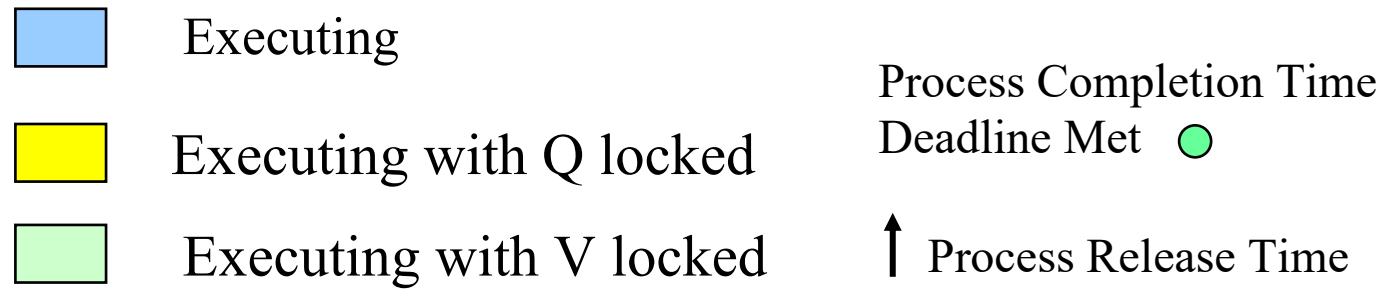 Executing
Executing with Q locked
Executing with V locked
Process Completion Time
Deadline Met
Process Release Time